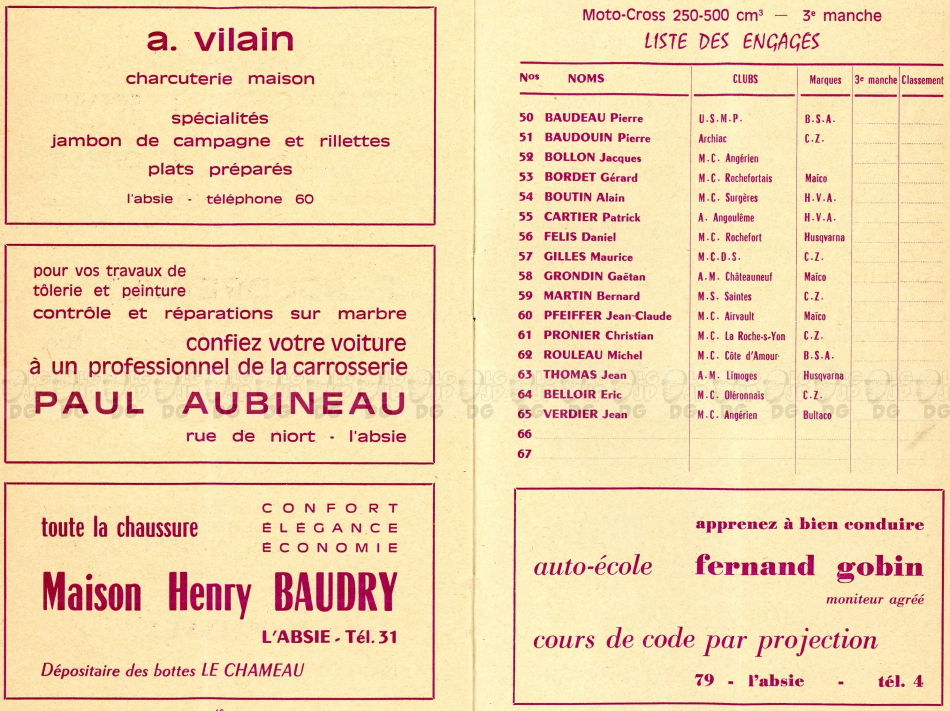 a. vilain
charcuterie maison
spécialités
jambon de campagne et rillettes
plats préparés
l'absie - téléphone 60
pour vos travaux de
tôlerie et peinture
contrôle et réparations sur marbre
confiez votre voiture
à un professionnel de la carrosserie
PAUL AUBINEAU
rue de niort - l'absie
toute la chaussure
CONFORT
ÉLÉGANCE
ÉCONOMIE
Maison Henry BAUDRY
L'ABSIE - Tél. 31
Dépositaire des bottes LE CHAMEAU
Moto-Cross 250-500 cm³ — 3e manche
LISTE DES ENGAGÉS
Nos NOMS CLUBS Marques 3e manche Classement
50 BAUDEAU Pierre U.S.M.P. B.S.A.
51 BAUDOUIN Pierre Archiac C.Z.
52 BOLLON Jacques M.C. Angérien
53 BORDET Gérard M.C. Rochefortais Maïco
54 BOUTIN Alain M.C. Surgères H.V.A.
55 CARTIER Patrick A. Angoulême H.V.A.
56 FELIS Daniel M.C. Rochefort Husqvarna
57 GILLES Maurice M.C.D.S. C.Z.
58 GRONDIN Gaëtan A.M. Châteauneuf Maïco
59 MARTIN Bernard M.S. Saintes C.Z.
60 PFEIFFER Jean-Claude M.C. Airvault Maïco
61 PRONIER Christian M.C. La Roche-s-Yon C.Z.
62 ROULEAU Michel M.C. Côte d'Amour B.S.A.
63 THOMAS Jean A.M. Limoges Husqvarna
64 BELLOIR Eric M.C. Oléronnais C.Z.
65 VERDIER Jean M.C. Angérien Bultaco
66
67
apprenez à bien conduire
auto-école fernand gobin
moniteur agréé
cours de code par projection
79 - l'absie - tél. 4